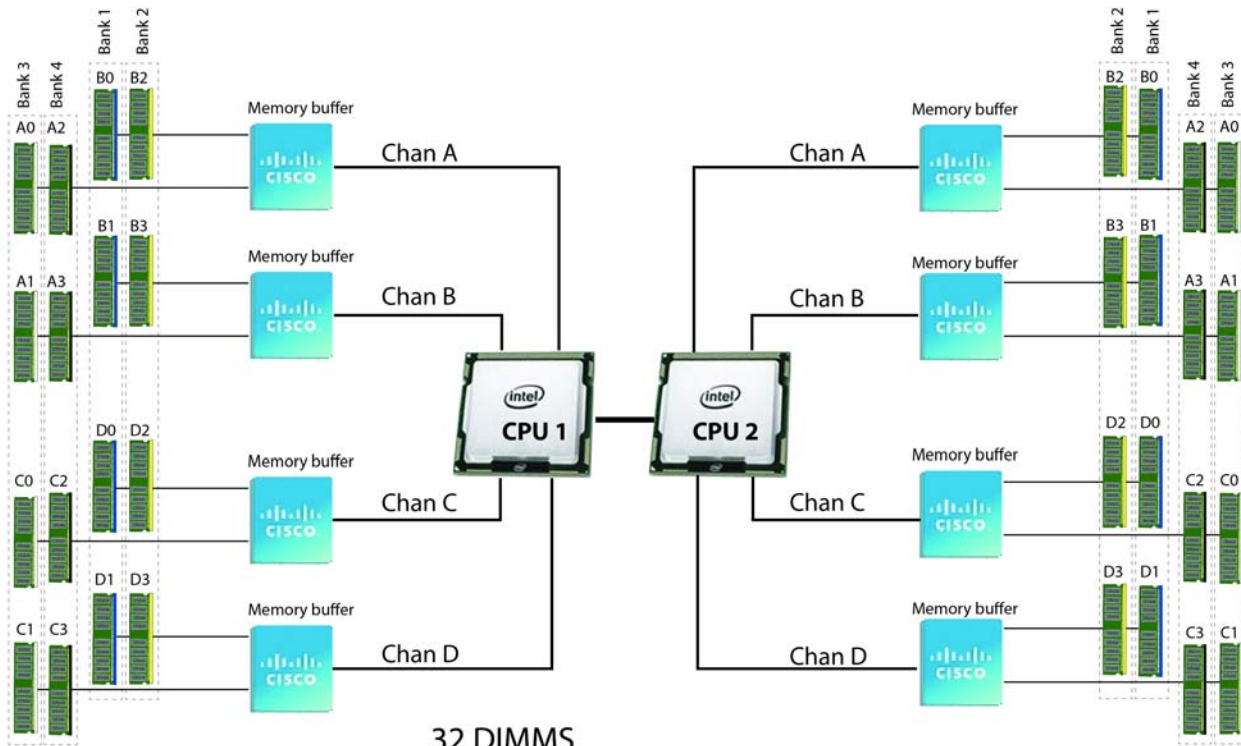 Bank 1
Bank 2
Bank 2
Bank 1
Bank 3
Bank 4
Bank 4
Bank 3
B0 B2
B2 B0
A0 A2
Memory buffer
CISCO
Chan A
Chan A
Memory buffer
CISCO
A2 A0
B1 B3
B3 B1
A1 A3
Memory buffer
CISCO
Chan B
Chan B
Memory buffer
CISCO
A3 A1
intel
CPU 1
intel
CPU 2
D0 D2
D2 D0
C0 C2
Memory buffer
CISCO
Chan C
Chan C
Memory buffer
CISCO
C2 C0
D1 D3
D3 D1
C1 C3
Memory buffer
CISCO
Chan D
Chan D
Memory buffer
CISCO
C3 C1
32 DIMMS